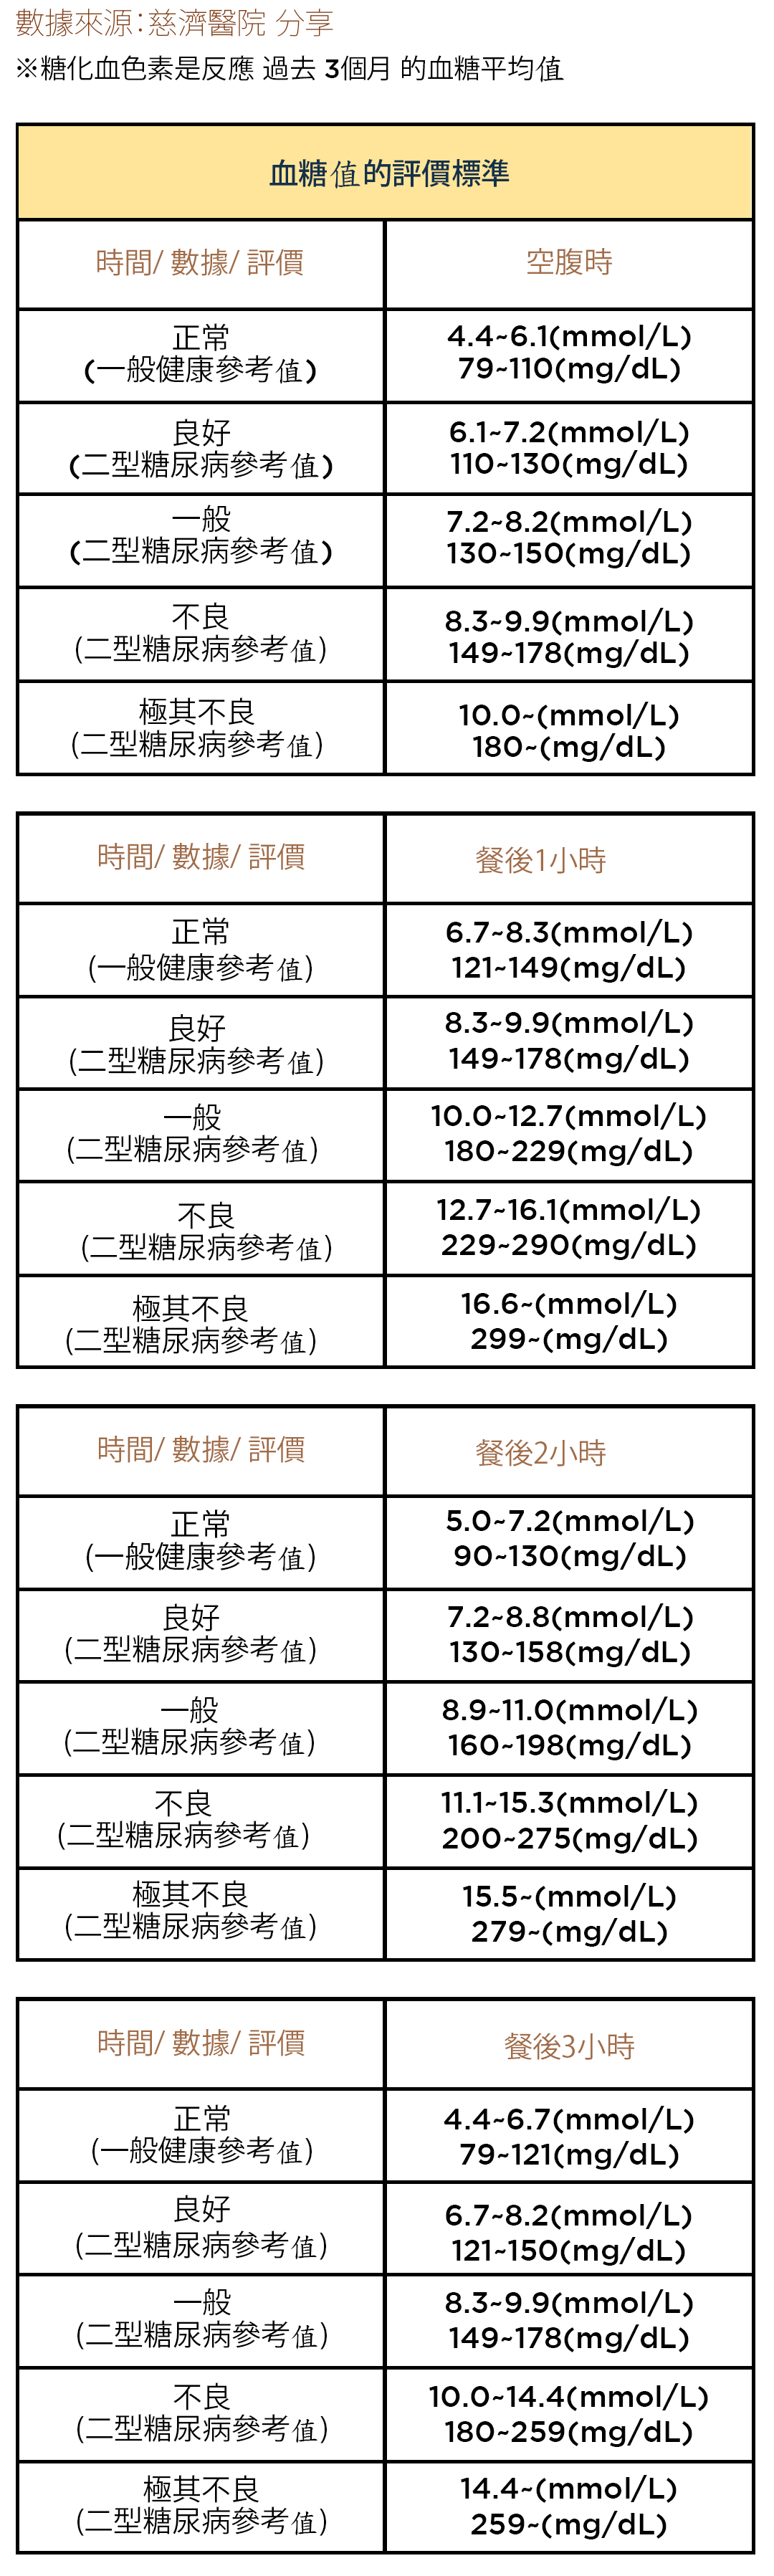 數據來源：慈濟醫院 分享
※糖化血色素是反應 過去 3個月 的血糖平均值
血糖值的評價標準
時間/ 數據/ 評價
空腹時
正常
(一般健康參考值)
4.4~6.1(mmol/L)
79~110(mg/dL)
良好
(二型糖尿病參考值)
6.1~7.2(mmol/L)
110~130(mg/dL)
一般
(二型糖尿病參考值)
7.2~8.2(mmol/L)
130~150(mg/dL)
不良
(二型糖尿病參考值)
8.3~9.9(mmol/L)
149~178(mg/dL)
極其不良
(二型糖尿病參考值)
10.0~(mmol/L)
180~(mg/dL)
時間/ 數據/ 評價
餐後1小時
正常
(一般健康參考值)
6.7~8.3(mmol/L)
121~149(mg/dL)
良好
(二型糖尿病參考值)
8.3~9.9(mmol/L)
149~178(mg/dL)
一般
(二型糖尿病參考值)
10.0~12.7(mmol/L)
180~229(mg/dL)
不良
(二型糖尿病參考值)
12.7~16.1(mmol/L)
229~290(mg/dL)
極其不良
(二型糖尿病參考值)
16.6~(mmol/L)
299~(mg/dL)
時間/ 數據/ 評價
餐後2小時
正常
(一般健康參考值)
5.0~7.2(mmol/L)
90~130(mg/dL)
良好
(二型糖尿病參考值)
7.2~8.8(mmol/L)
130~158(mg/dL)
一般
(二型糖尿病參考值)
8.9~11.0(mmol/L)
160~198(mg/dL)
不良
(二型糖尿病參考值)
11.1~15.3(mmol/L)
200~275(mg/dL)
極其不良
(二型糖尿病參考值)
15.5~(mmol/L)
279~(mg/dL)
時間/ 數據/ 評價
餐後3小時
正常
(一般健康參考值)
4.4~6.7(mmol/L)
79~121(mg/dL)
良好
(二型糖尿病參考值)
6.7~8.2(mmol/L)
121~150(mg/dL)
一般
(二型糖尿病參考值)
8.3~9.9(mmol/L)
149~178(mg/dL)
不良
(二型糖尿病參考值)
10.0~14.4(mmol/L)
180~259(mg/dL)
極其不良
(二型糖尿病參考值)
14.4~(mmol/L)
259~(mg/dL)